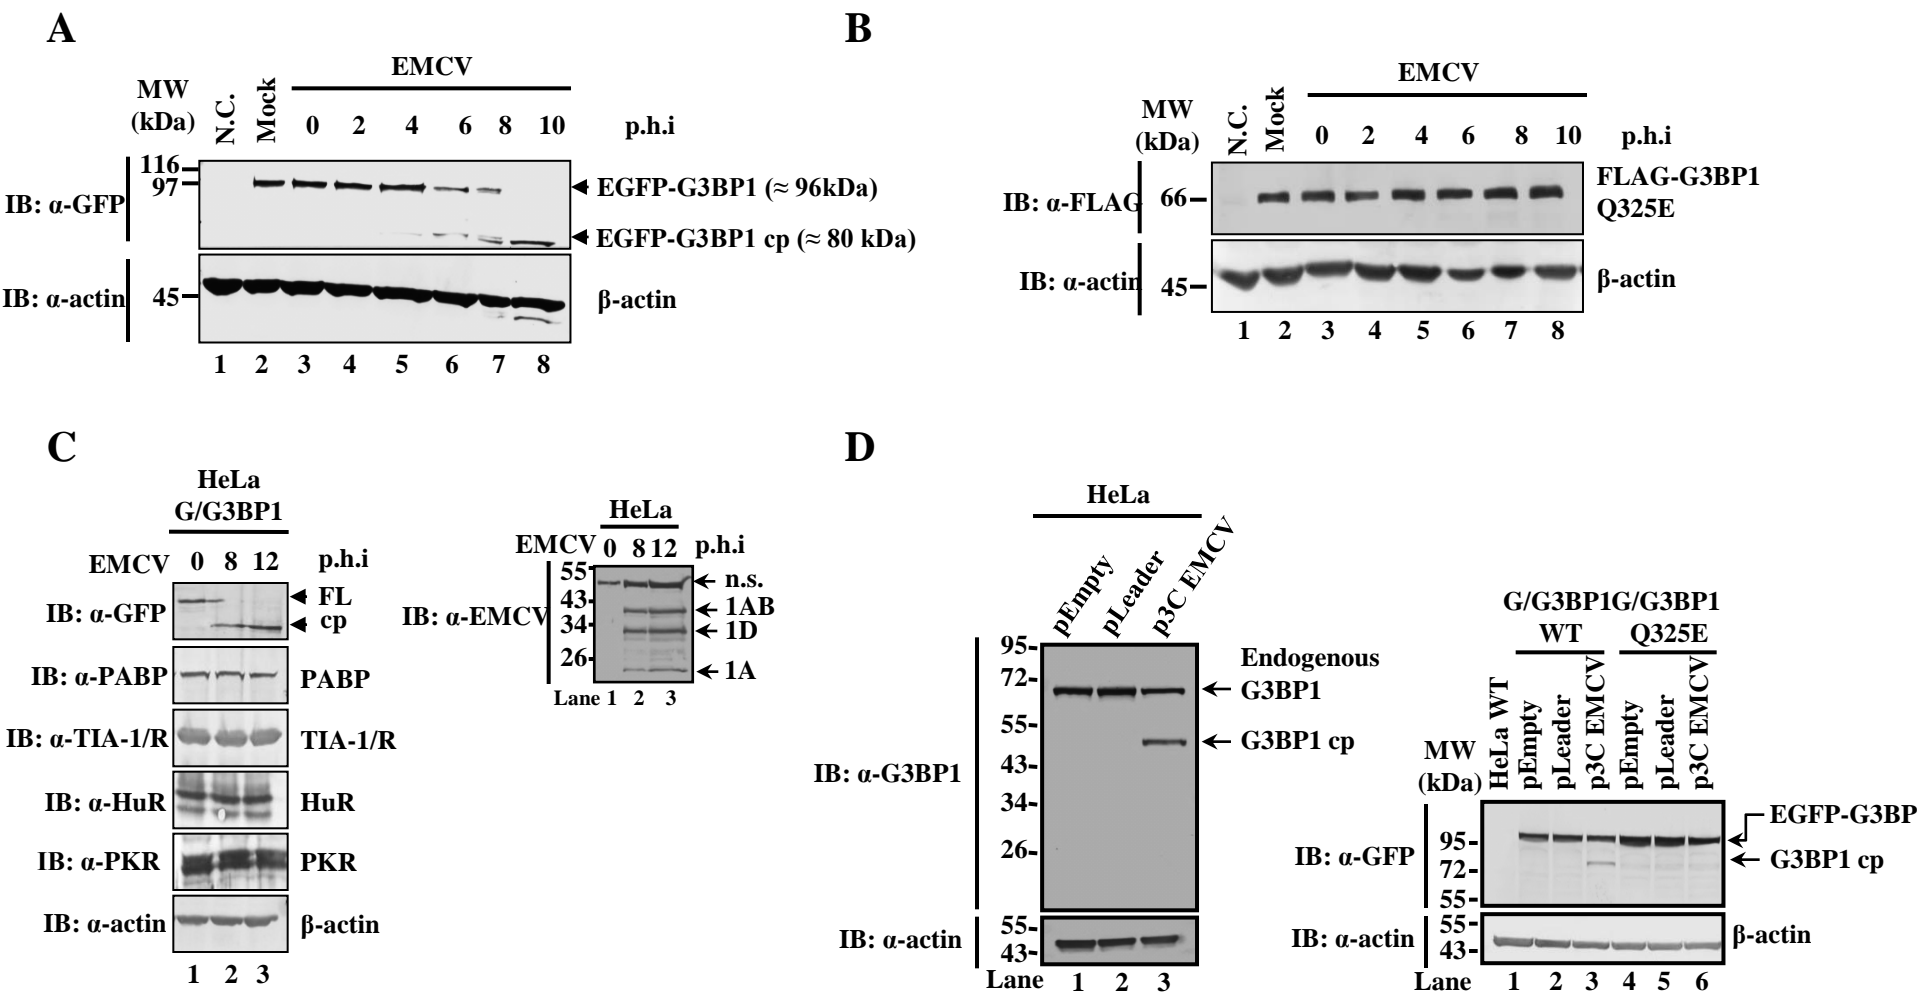 A
EMCV
MW
(kDa)
N.C.
Mock
0 2 4 6 8 10 p.h.i
116
97
IB: α-GFP
EGFP-G3BP1 (≈ 96kDa)
EGFP-G3BP1 cp (≈ 80 kDa)
IB: α-actin
45
β-actin
1 2 3 4 5 6 7 8
B
EMCV
MW
(kDa)
N.C.
Mock
0 2 4 6 8 10 p.h.i
IB: α-FLAG
66
FLAG-G3BP1
Q325E
IB: α-actin
45
β-actin
1 2 3 4 5 6 7 8
C
HeLa
G/G3BP1
EMCV 0 8 12 p.h.i
IB: α-GFP
FL
cp
IB: α-PABP PABP
IB: α-TIA-1/R TIA-1/R
IB: α-HuR HuR
IB: α-PKR PKR
IB: α-actin β-actin
1 2 3
HeLa
EMCV 0 8 12 p.h.i
IB: α-EMCV
55
43
34
26
n.s.
1AB
1D
1A
Lane 1 2 3
D
HeLa
pEmpty
pLeader
p3C EMCV
IB: α-G3BP1
95
72
55
43
34
26
Endogenous
G3BP1
G3BP1 cp
IB: α-actin
55
43
Lane 1 2 3
G/G3BP1 G/G3BP1
WT Q325E
MW
(kDa)
HeLa WT
pEmpty
pLeader
p3C EMCV
pEmpty
pLeader
p3C EMCV
IB: α-GFP
95
72
55
EGFP-G3BP
G3BP1 cp
IB: α-actin
55
43
β-actin
Lane 1 2 3 4 5 6